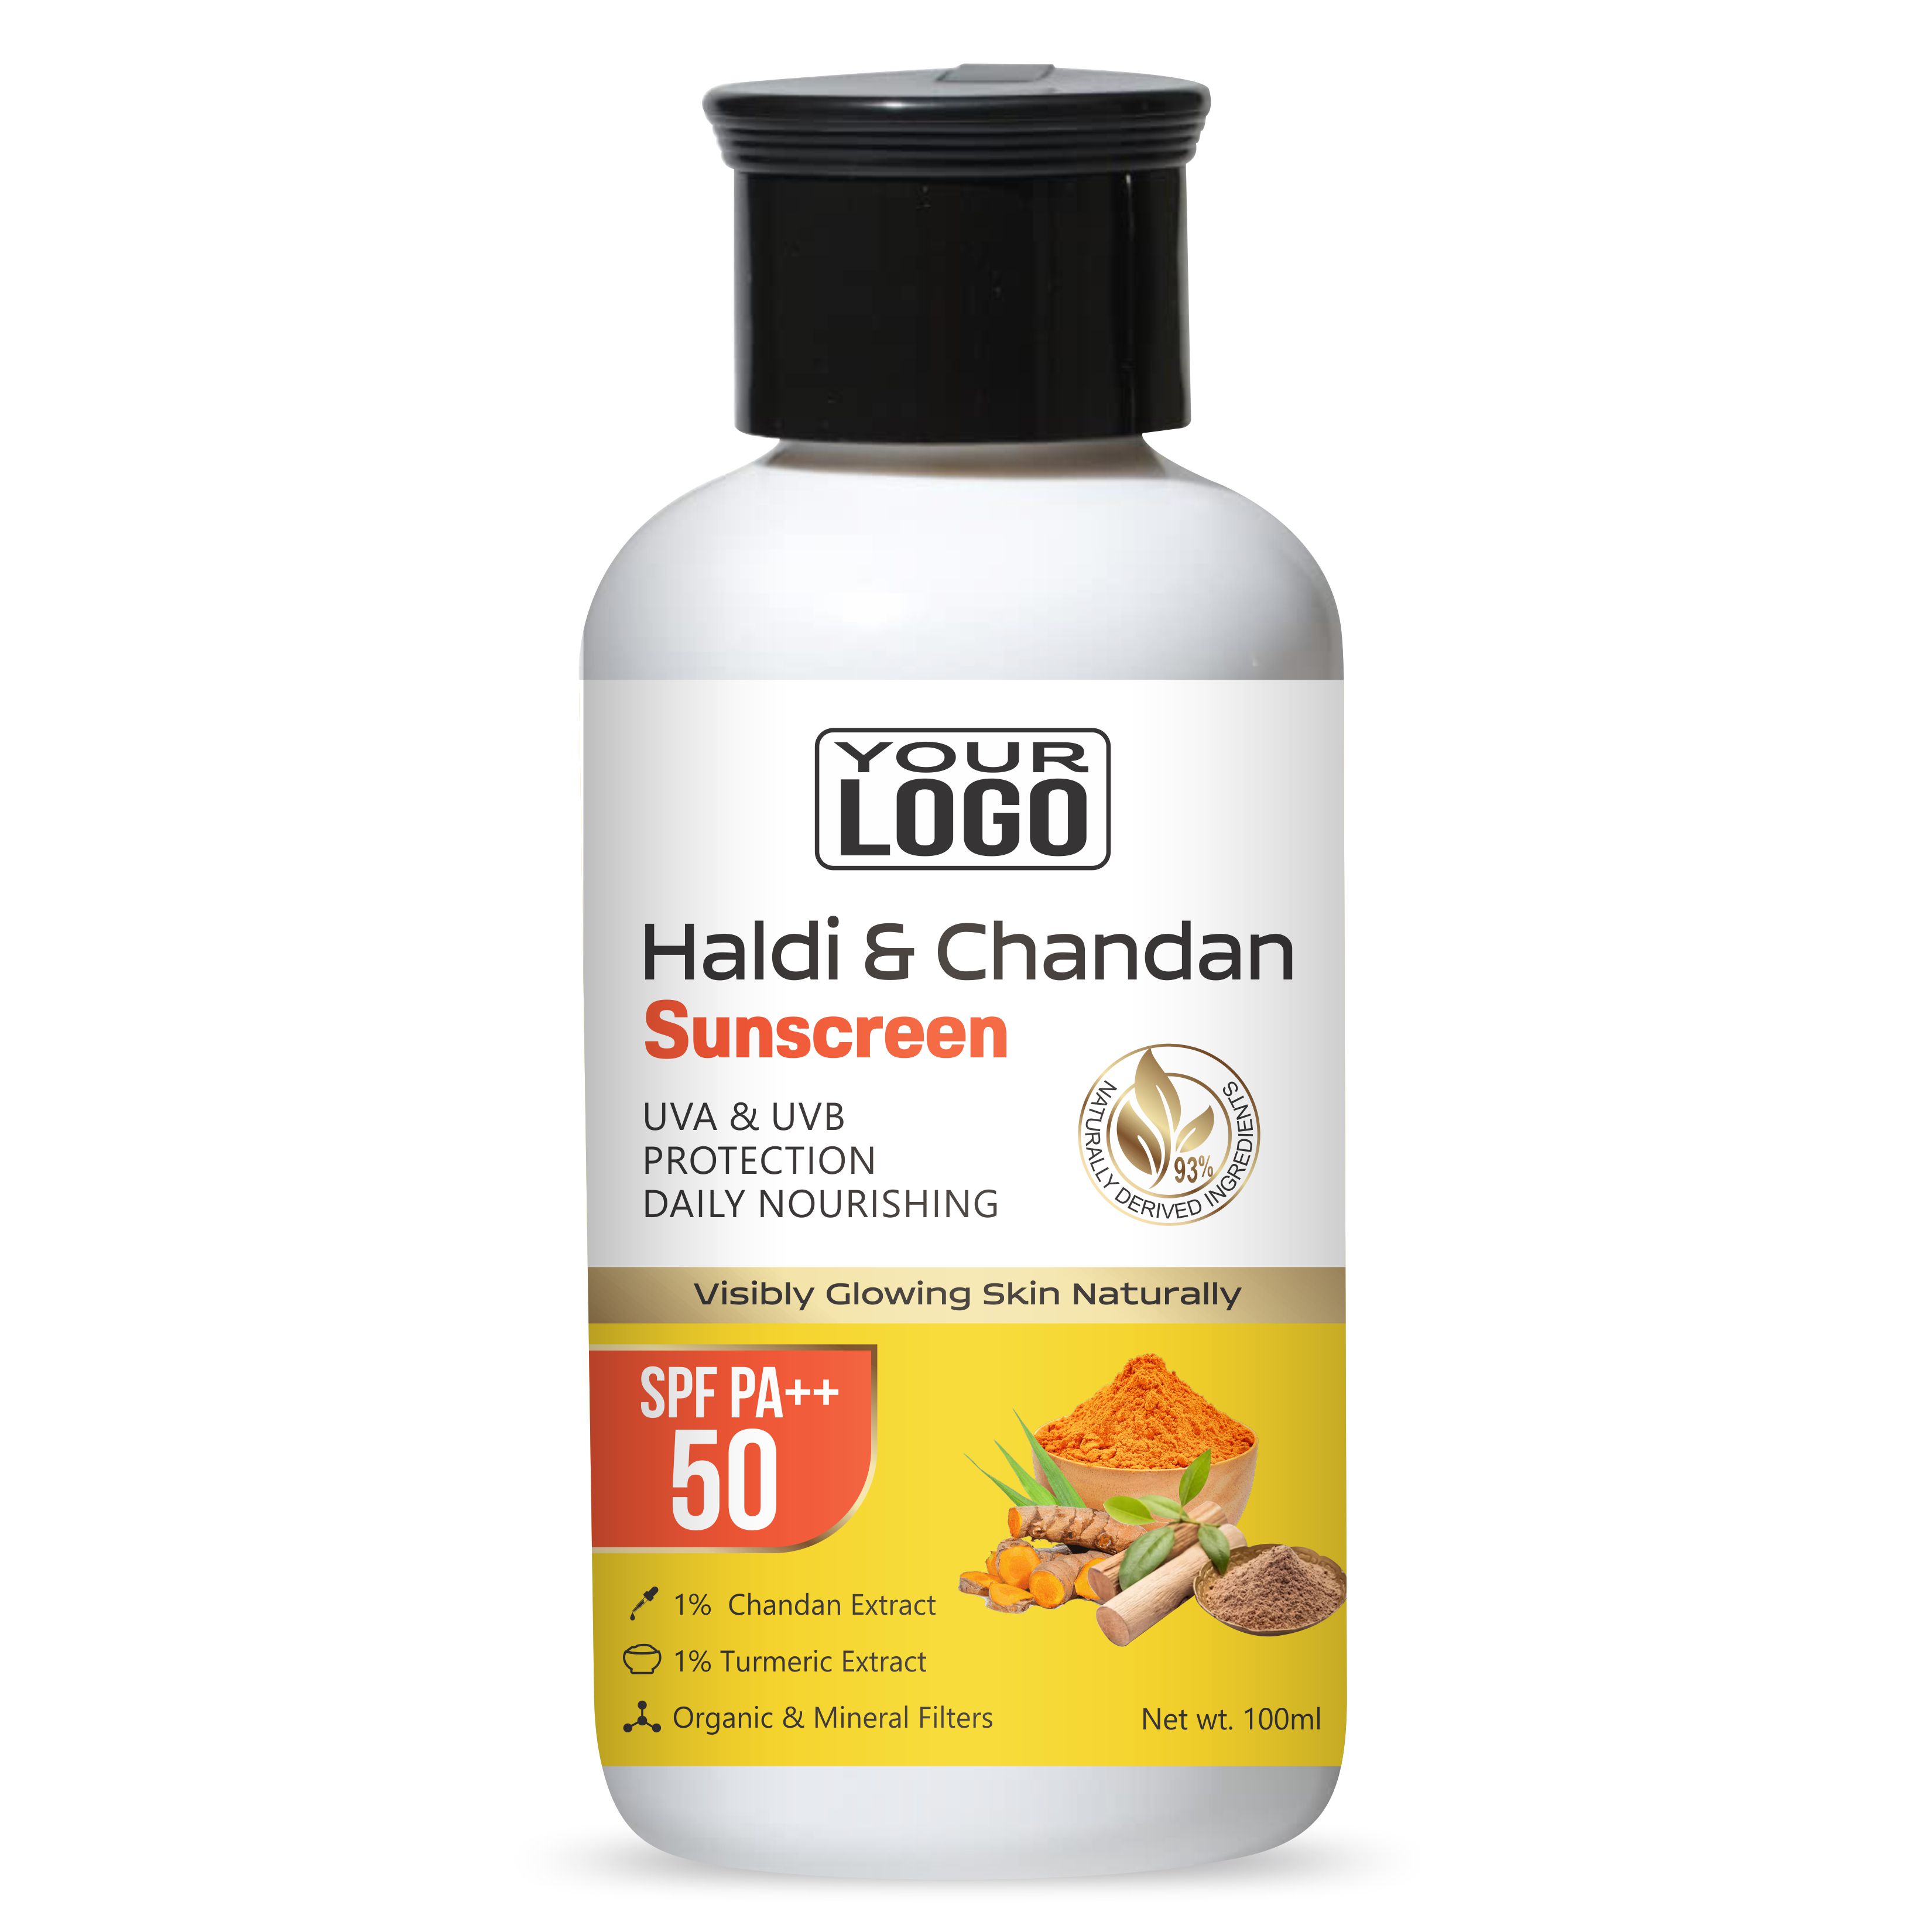 YOUR
LOGO
Haldi & Chandan
Sunscreen
UVA & UVB
PROTECTION
DAILY NOURISHING
93%
NATURALLY DERIVED INGREDIENTS
Visibly Glowing Skin Naturally
SPF PA++
50
1% Chandan Extract
1% Turmeric Extract
Organic & Mineral Filters
Net wt. 100ml